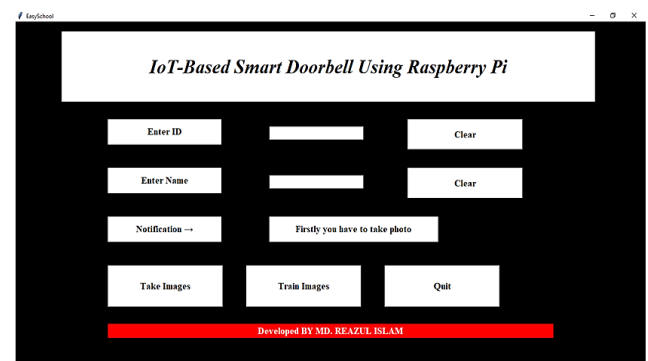 EasySchool
IoT-Based Smart Doorbell Using Raspberry Pi
Enter ID
Clear
Enter Name
Clear
Notification →
Firstly you have to take photo
Take Images
Train Images
Quit
Developed BY MD. REAZUL ISLAM